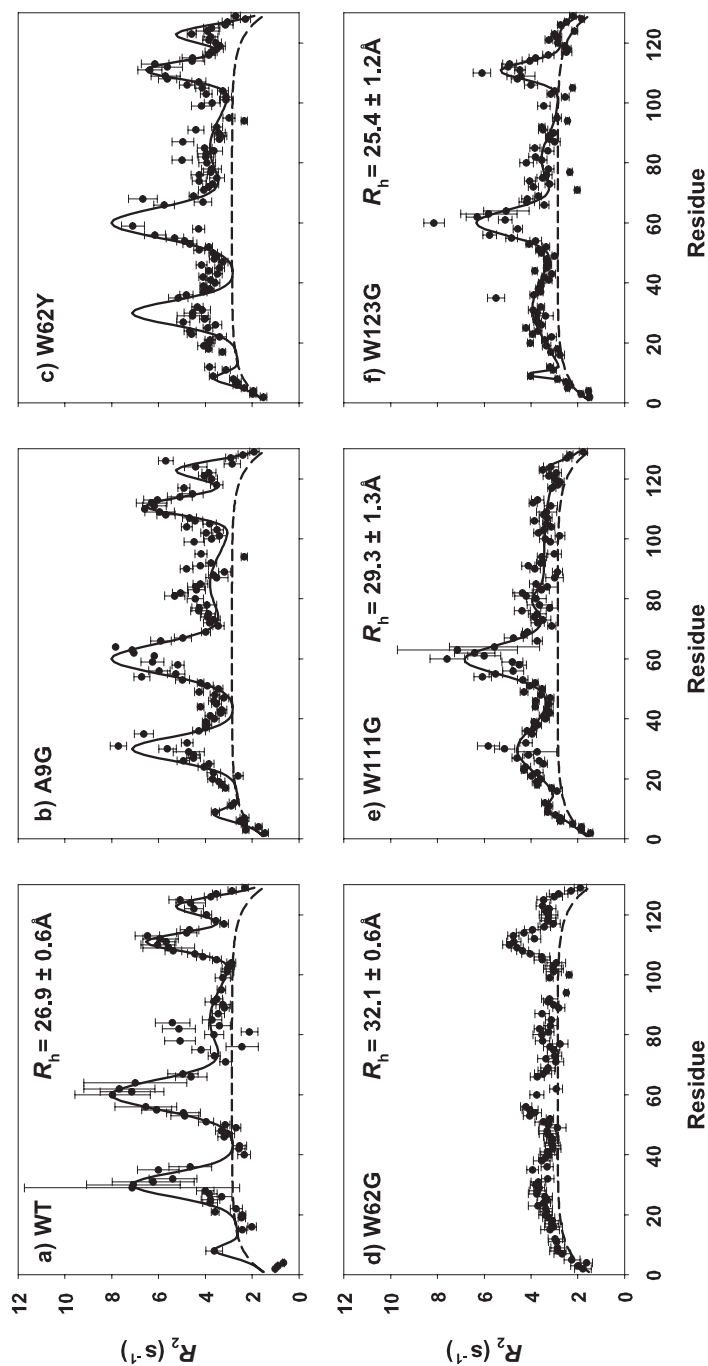 a) WT
R_h = 26.9 ± 0.6Å
b) A9G
c) W62Y
12
10
8
6
4
2
0
R₂ (s⁻¹)
d) W62G
R_h = 32.1 ± 0.6Å
e) W111G
R_h = 29.3 ± 1.3Å
f) W123G
R_h = 25.4 ± 1.2Å
12
10
8
6
4
2
0
R₂ (s⁻¹)
0 20 40 60 80 100 120
0 20 40 60 80 100 120
0 20 40 60 80 100 120
Residue
Residue
Residue